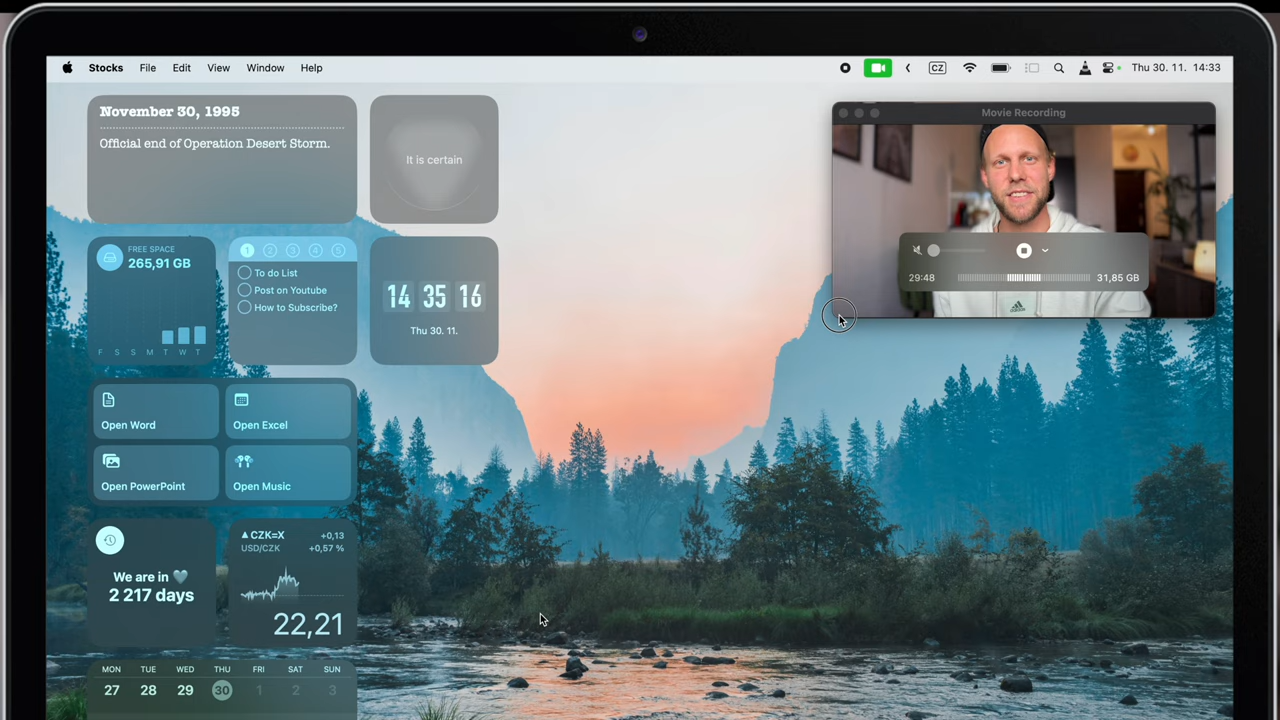 Stocks File Edit View Window Help CZ Thu 30. 11. 14:33
November 30, 1995
Official end of Operation Desert Storm.
It is certain
Movie Recording
29:48 31,85 GB
FREE SPACE
265,91 GB
F S S M T W T
1 2 3 4 5
To do List
Post on Youtube
How to Subscribe?
14 35 16
Thu 30. 11.
Open Word
Open Excel
Open PowerPoint
Open Music
We are in
2 217 days
▲CZK=X +0,13
USD/CZK +0,57 %
22,21
MON TUE WED THU FRI SAT SUN
27 28 29 30 1 2 3